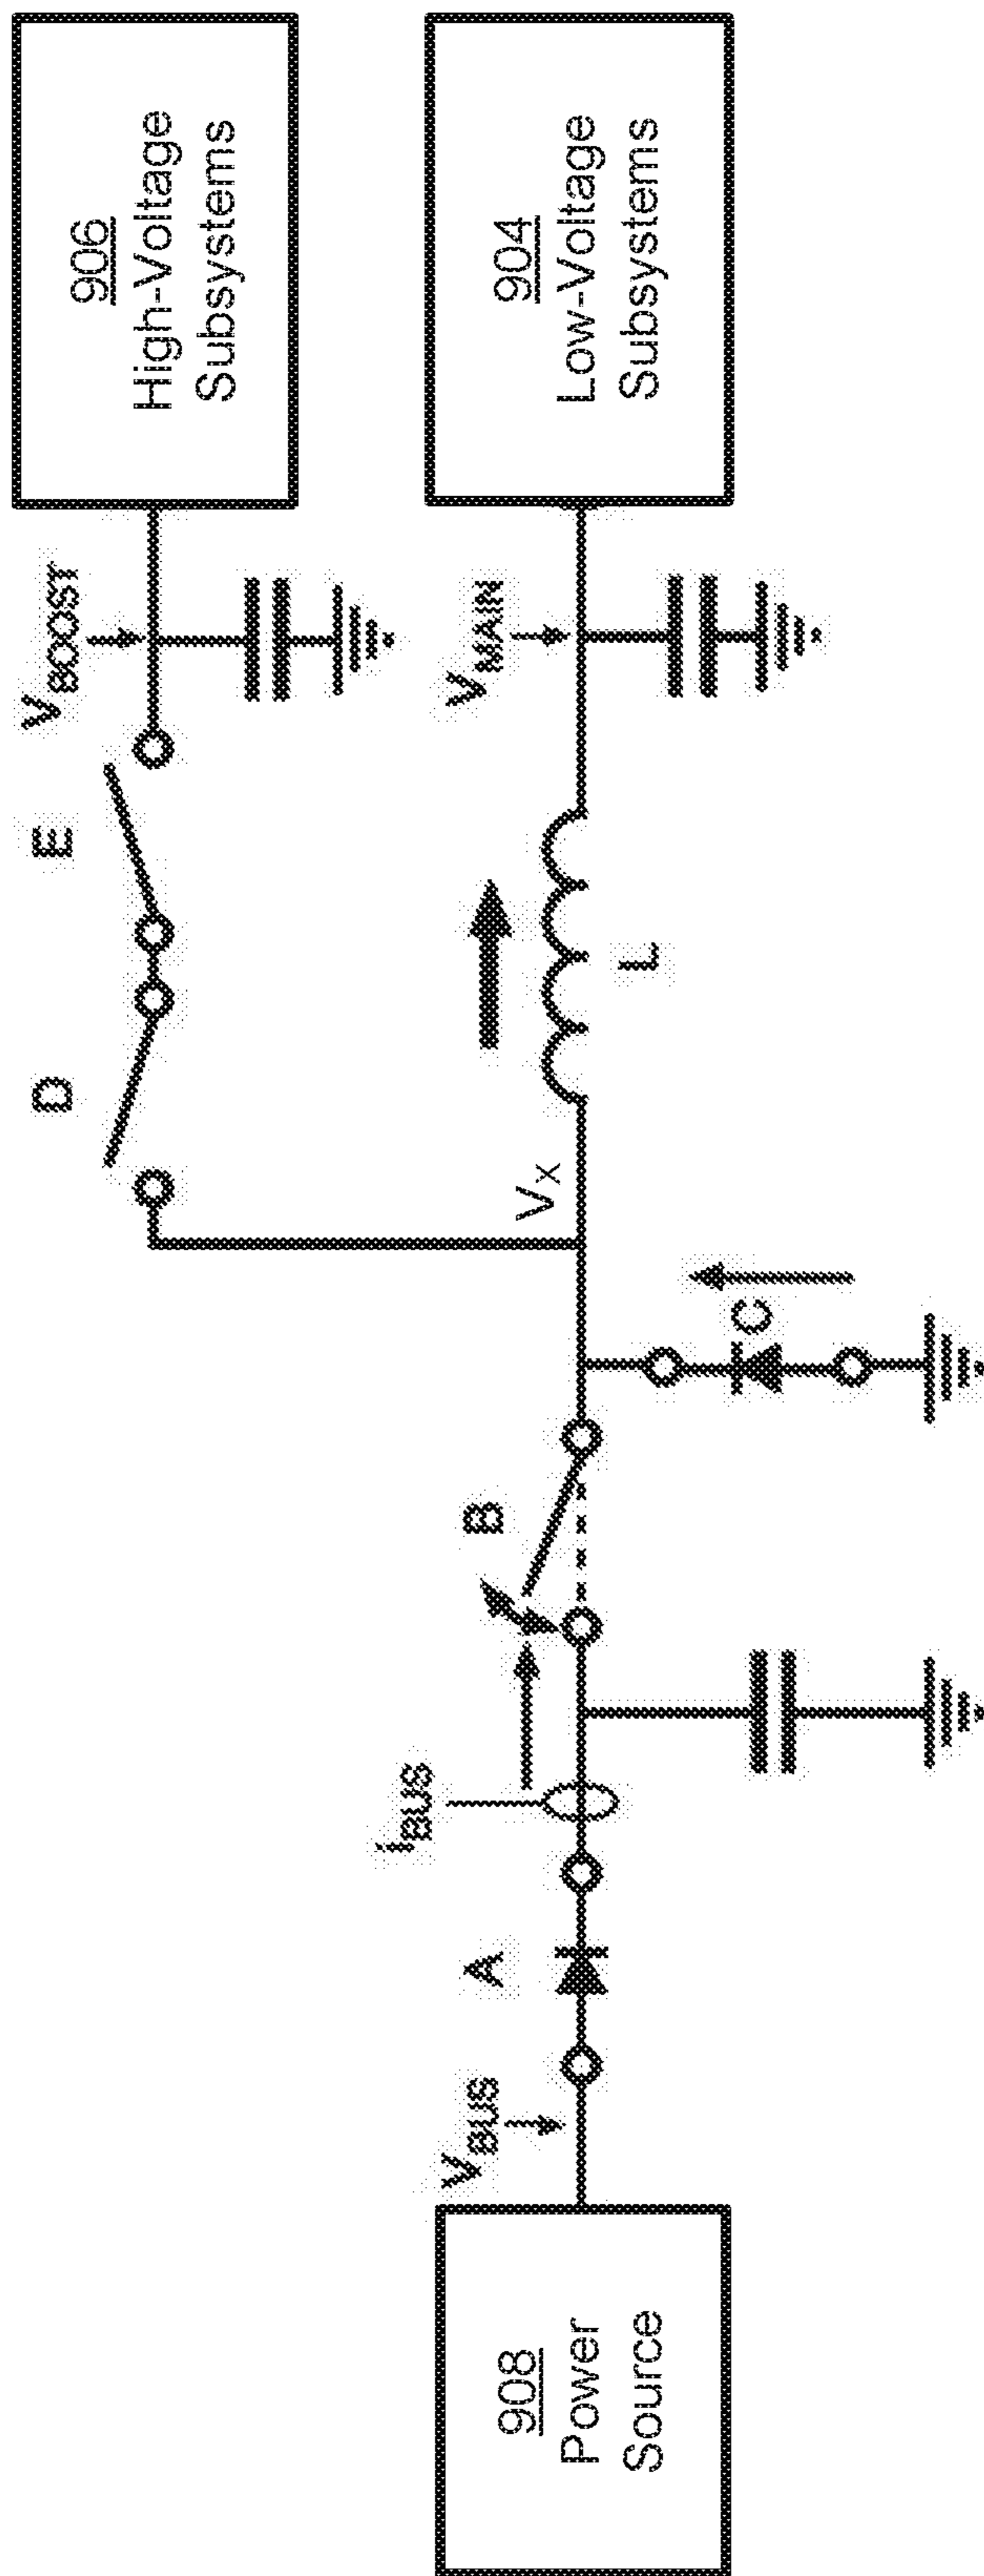 906
High-Voltage
Subsystems
904
Low-Voltage
Subsystems
VBOOST
VMAIN
E
D
L
VX
C
B
iBUS
A
VBUS
908
Power
Source